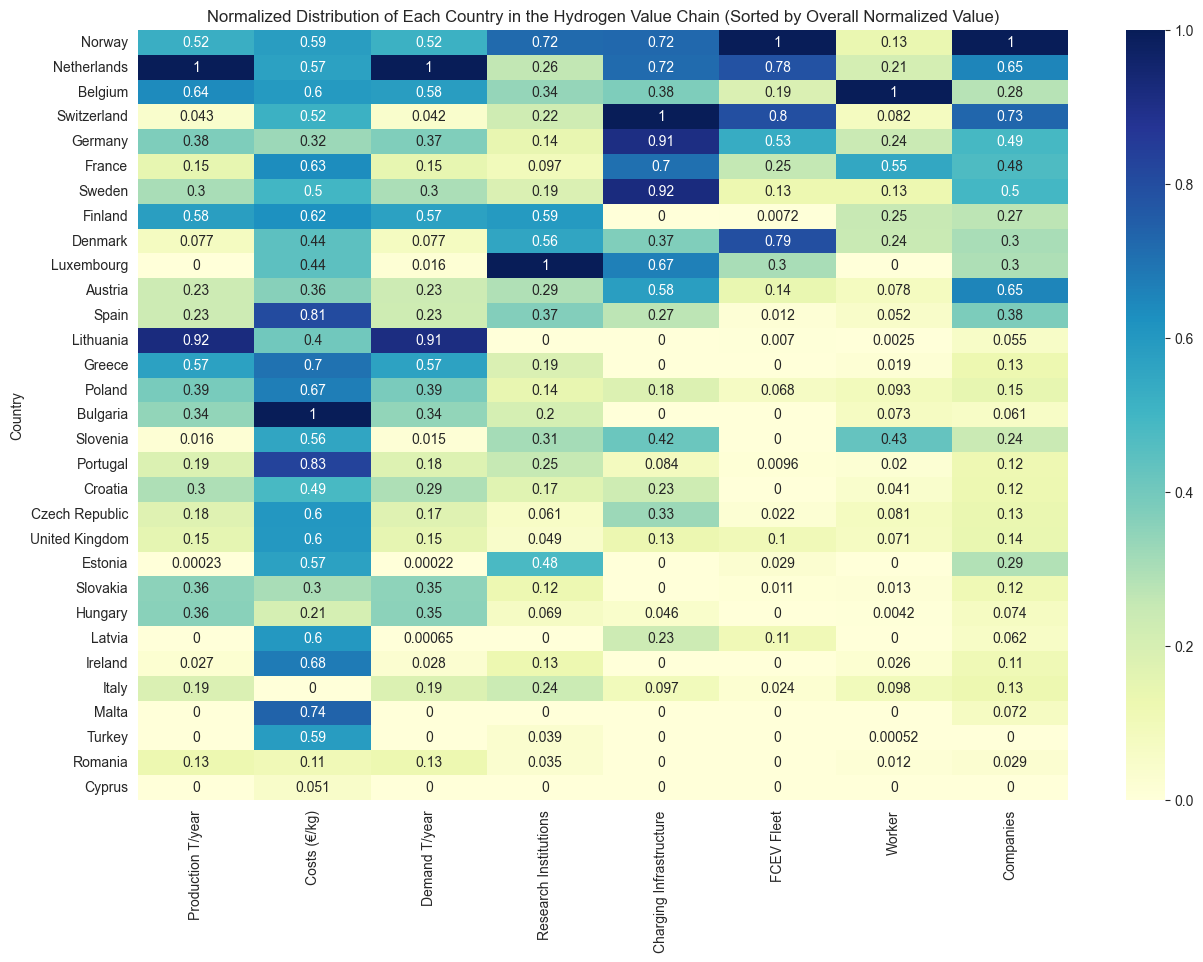 Normalized Distribution of Each Country in the Hydrogen Value Chain (Sorted by Overall Normalized Value)
Country
Norway 0.52 0.59 0.52 0.72 0.72 1 0.13 1
Netherlands 1 0.57 1 0.26 0.72 0.78 0.21 0.65
Belgium 0.64 0.6 0.58 0.34 0.38 0.19 1 0.28
Switzerland 0.043 0.52 0.042 0.22 1 0.8 0.082 0.73
Germany 0.38 0.32 0.37 0.14 0.91 0.53 0.24 0.49
France 0.15 0.63 0.15 0.097 0.7 0.25 0.55 0.48
Sweden 0.3 0.5 0.3 0.19 0.92 0.13 0.13 0.5
Finland 0.58 0.62 0.57 0.59 0 0.0072 0.25 0.27
Denmark 0.077 0.44 0.077 0.56 0.37 0.79 0.24 0.3
Luxembourg 0 0.44 0.016 1 0.67 0.3 0 0.3
Austria 0.23 0.36 0.23 0.29 0.58 0.14 0.078 0.65
Spain 0.23 0.81 0.23 0.37 0.27 0.012 0.052 0.38
Lithuania 0.92 0.4 0.91 0 0 0.007 0.0025 0.055
Greece 0.57 0.7 0.57 0.19 0 0 0.019 0.13
Poland 0.39 0.67 0.39 0.14 0.18 0.068 0.093 0.15
Bulgaria 0.34 1 0.34 0.2 0 0 0.073 0.061
Slovenia 0.016 0.56 0.015 0.31 0.42 0 0.43 0.24
Portugal 0.19 0.83 0.18 0.25 0.084 0.0096 0.02 0.12
Croatia 0.3 0.49 0.29 0.17 0.23 0 0.041 0.12
Czech Republic 0.18 0.6 0.17 0.061 0.33 0.022 0.081 0.13
United Kingdom 0.15 0.6 0.15 0.049 0.13 0.1 0.071 0.14
Estonia 0.00023 0.57 0.00022 0.48 0 0.029 0 0.29
Slovakia 0.36 0.3 0.35 0.12 0 0.011 0.013 0.12
Hungary 0.36 0.21 0.35 0.069 0.046 0 0.0042 0.074
Latvia 0 0.6 0.00065 0 0.23 0.11 0 0.062
Ireland 0.027 0.68 0.028 0.13 0 0 0.026 0.11
Italy 0.19 0 0.19 0.24 0.097 0.024 0.098 0.13
Malta 0 0.74 0 0 0 0 0 0.072
Turkey 0 0.59 0 0.039 0 0 0.00052 0
Romania 0.13 0.11 0.13 0.035 0 0 0.012 0.029
Cyprus 0 0.051 0 0 0 0 0 0
Production T/year
Costs (€/kg)
Demand T/year
Research Institutions
Charging Infrastructure
FCEV Fleet
Worker
Companies
1.0
0.8
0.6
0.4
0.2
0.0